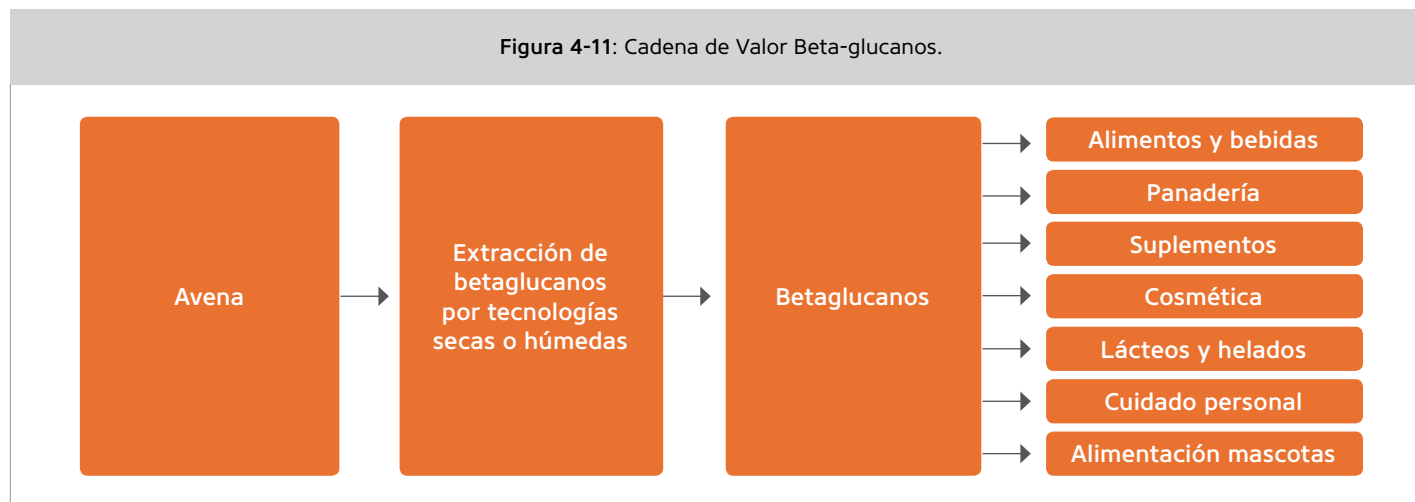 Figura 4-11: Cadena de Valor Beta-glucanos.
Avena
Extracción de
betaglucanos
por tecnologías
secas o húmedas
Betaglucanos
Alimentos y bebidas
Panadería
Suplementos
Cosmética
Lácteos y helados
Cuidado personal
Alimentación mascotas